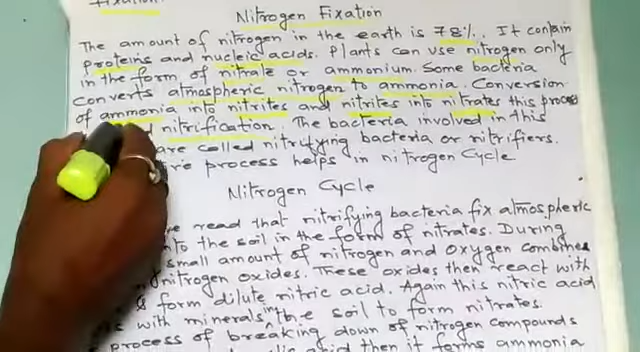 Nitrogen Fixation
The amount of nitrogen in the earth is 78%. It contain
proteins and nucleic acids. Plants can use nitrogen only
in the form of nitrate or ammonium. Some bacteria
converts atmospheric nitrogen to ammonia. Conversion
of ammonia into nitrites and nitrites into nitrates this process
nitrification. The bacteria involved in this
are called nitrifying bacteria or nitrifiers.
process helps in nitrogen Cycle
Nitrogen Cycle
read that nitrifying bacteria fix atmospheric
into the soil in the form of nitrates. During
small amount of nitrogen and oxygen combines
nitrogen oxides. These oxides then react with
& form dilute nitric acid. Again this nitric acid
with minerals in the soil to form nitrates.
process of breaking down of nitrogen compounds
acid then it forms ammonia